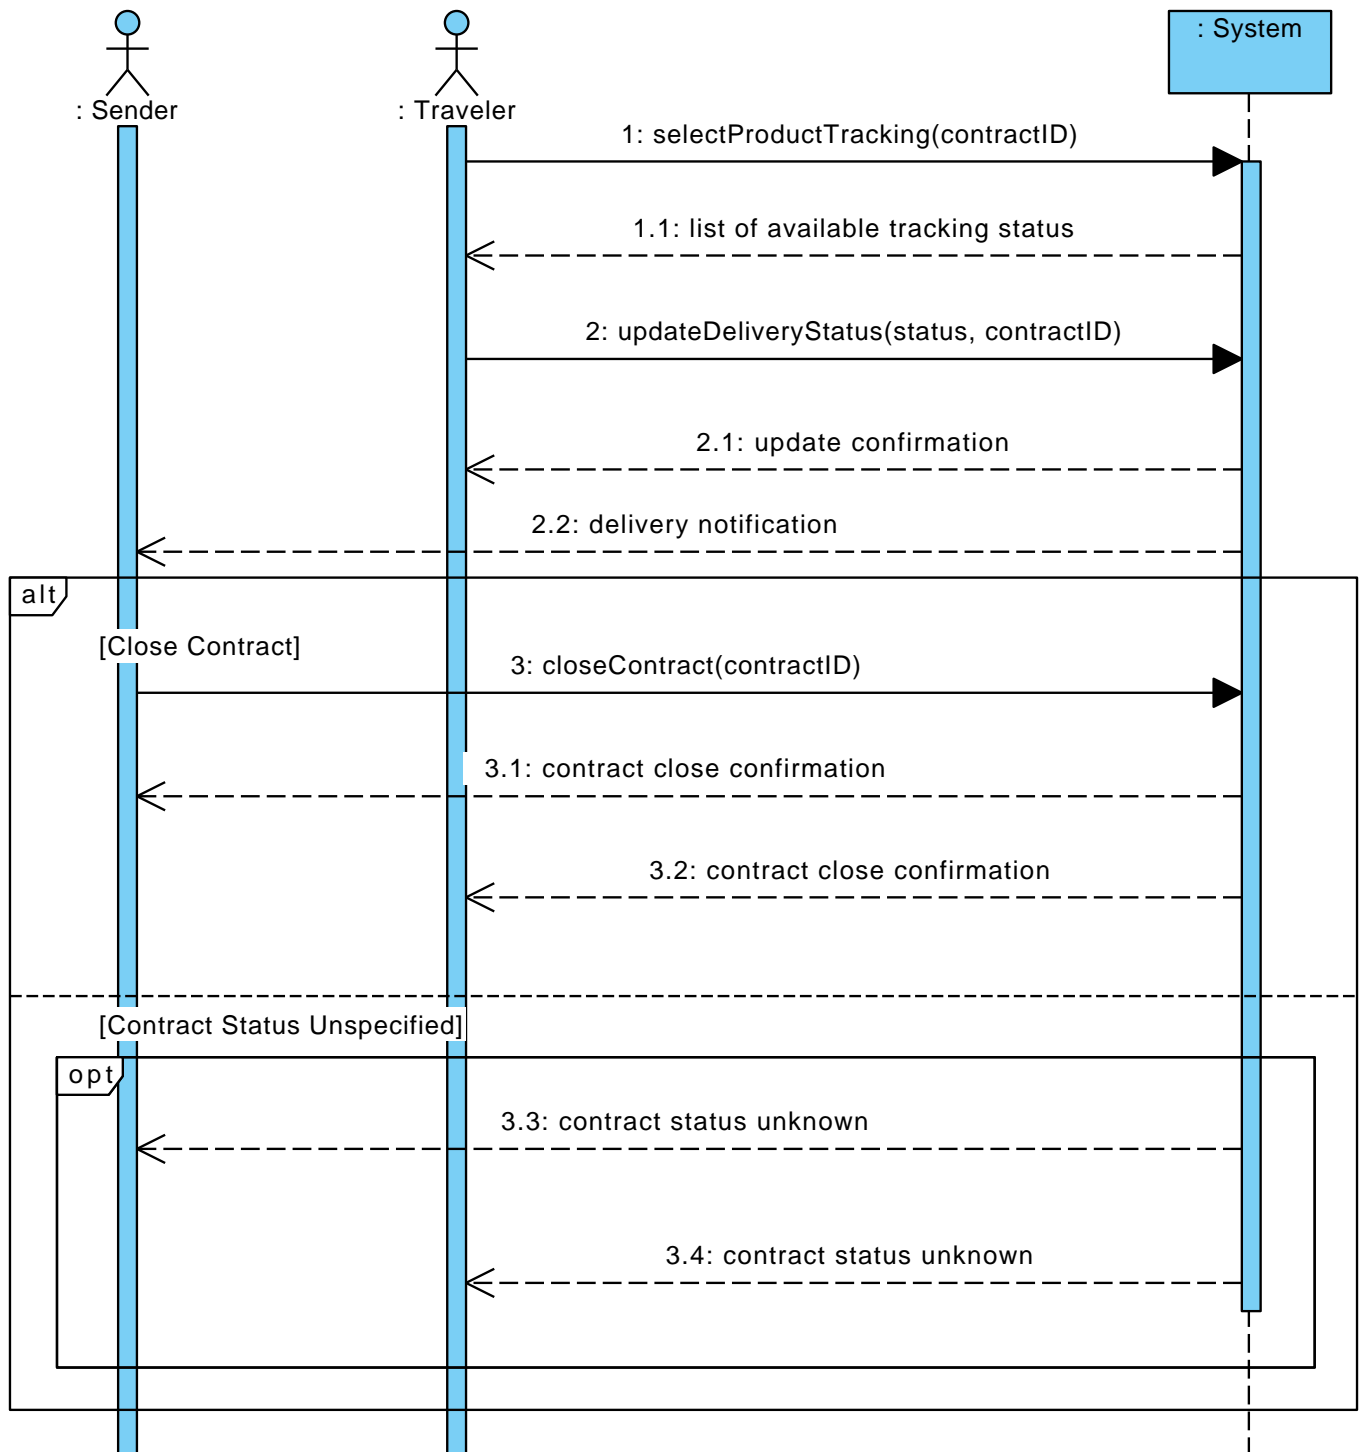 : Sender
: Traveler
: System
1: selectProductTracking(contractID)
1.1: list of available tracking status
2: updateDeliveryStatus(status, contractID)
2.1: update confirmation
2.2: delivery notification
alt
[Close Contract]
3: closeContract(contractID)
3.1: contract close confirmation
3.2: contract close confirmation
[Contract Status Unspecified]
opt
3.3: contract status unknown
3.4: contract status unknown